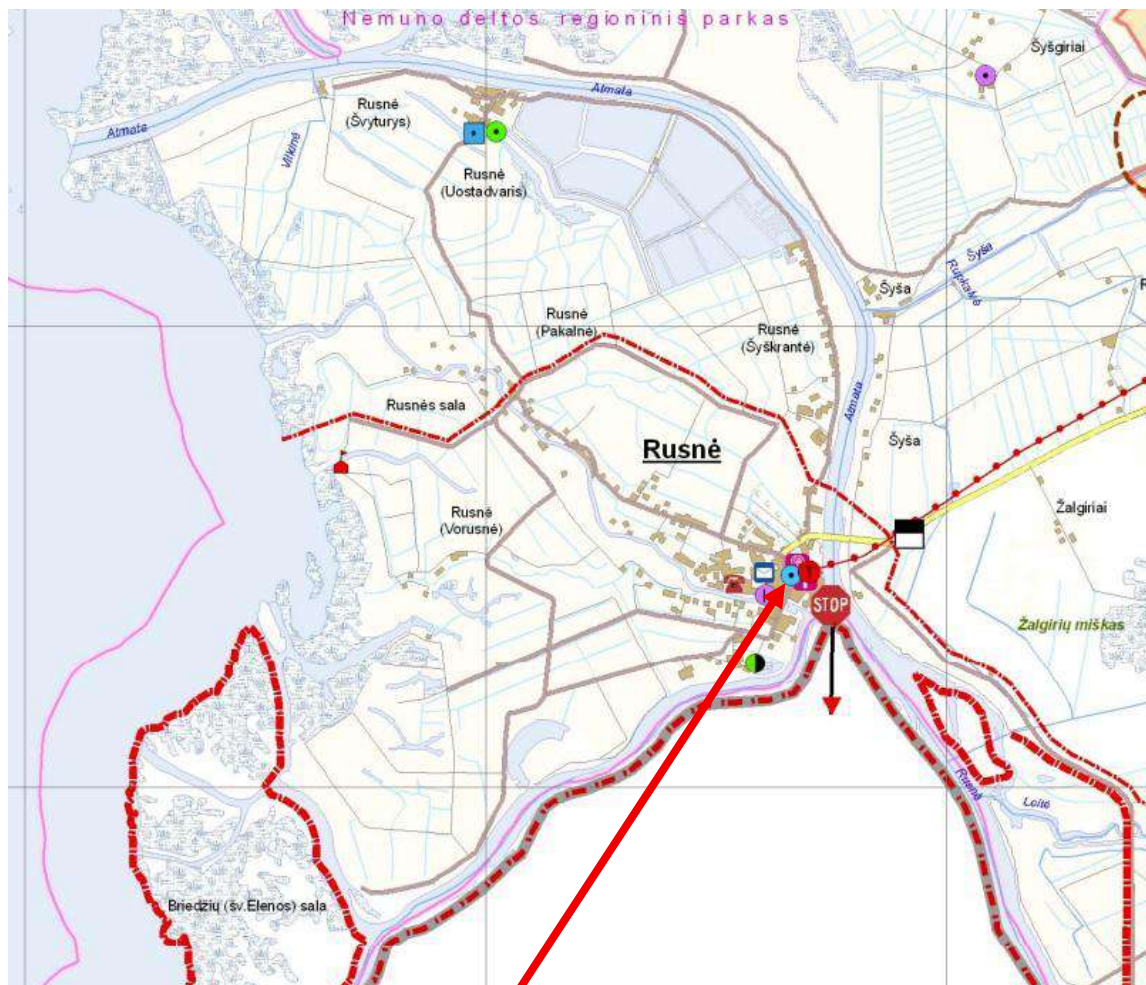 Nemuno deltos regioninis parkas
Šyšgiriai
Atmata
Rusnė
(Švyturys)
Atmata
Vilkinė
Rusnė
(Uostadvaris)
Šyša
Rupkalvė
Šyša
R
Rusnė
(Pakalnė)
Rusnė
(Šyškrantė)
Atmata
Rusnės sala
Rusnė
Šyša
Rusnė
(Vorusnė)
Žalgiriai
STOP
Žalgirių miškas
Rusnė
Leitė
Briedžių (šv.Elenos) sala